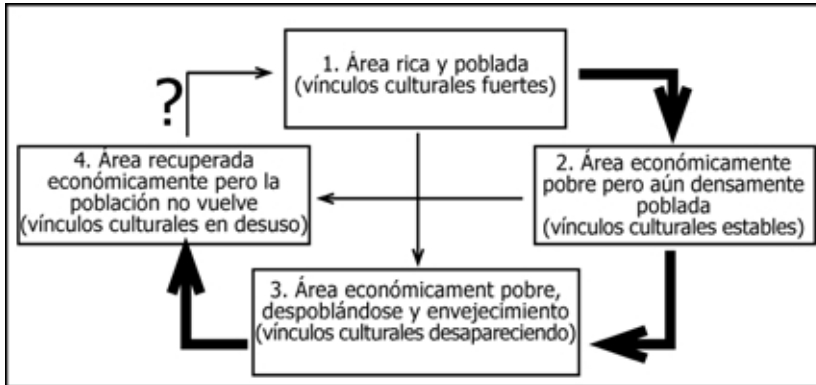 1. Área rica y poblada
(vínculos culturales fuertes)
?
4. Área recuperada
económicamente pero la
población no vuelve
(vínculos culturales en desuso)
2. Área económicamente
pobre pero aún densamente
poblada
(vínculos culturales estables)
3. Área económicament pobre,
despoblándose y envejecimiento
(vínculos culturales desapareciendo)